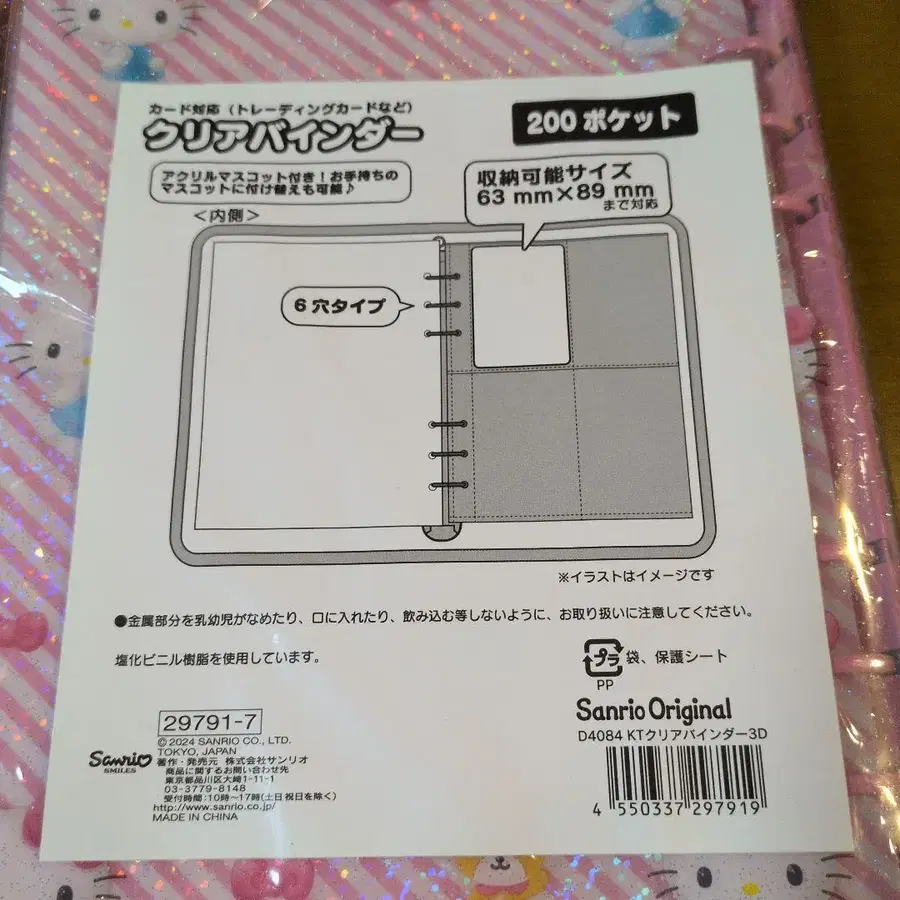 カード対応（トレーディングカードなど）
クリアバインダー
200 ポケット
アクリルマスコット付き！お手持ちの
マスコットに付け替えも可能♪
収納可能サイズ
63 mm×89 mm
まで対応
＜内側＞
6 穴タイプ
※イラストはイメージです
●金属部分を乳幼児がなめたり、口に入れたり、飲み込む等しないように、お取り扱いに注意してください。
塩化ビニル樹脂を使用しています。
プラ 袋、保護シート
PP
29791-7
© 2024 SANRIO CO., LTD.
TOKYO, JAPAN
Sanrio
SMILES
著作・発売元 株式会社サンリオ
商品に関するお問い合わせ先
東京都品川区大崎1-11-1
03-3779-8148
受付時間：10時～17時(土日祝日を除く)
http://www.sanrio.co.jp/
MADE IN CHINA
Sanrio Original
D4084 KTクリアバインダー3D
4 550337 297919